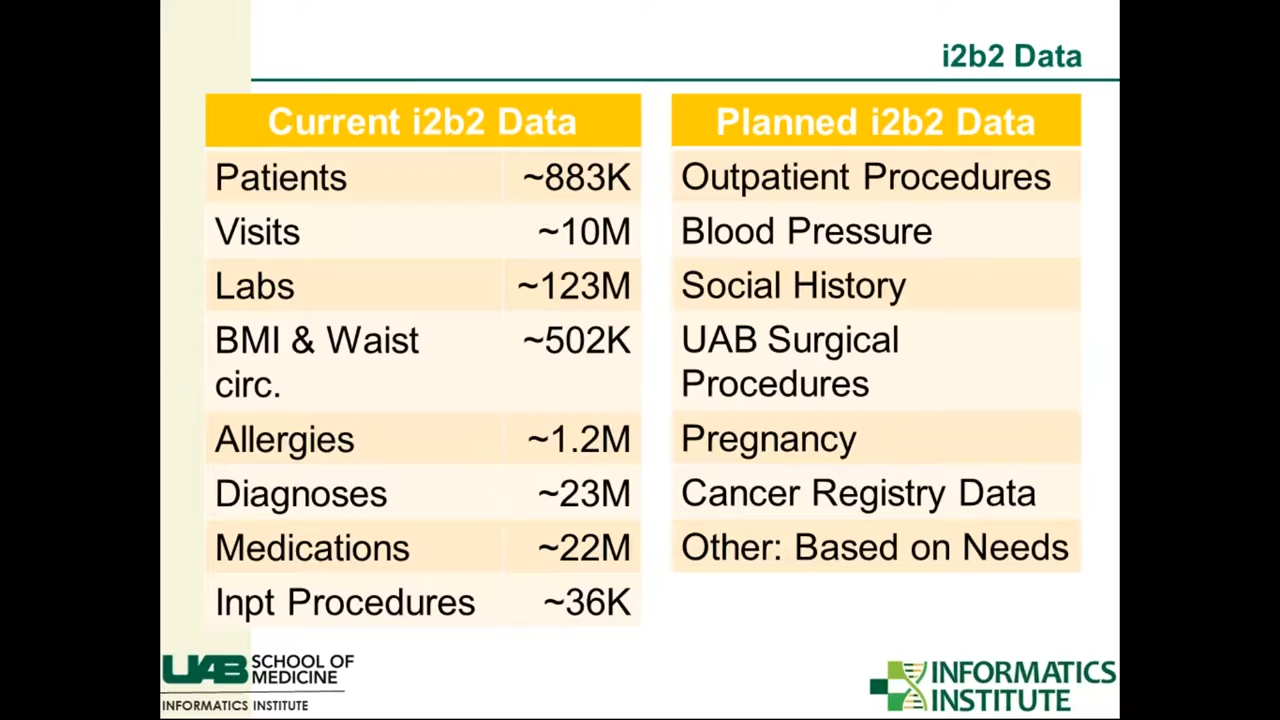 i2b2 Data
Current i2b2 Data
Patients ~883K
Visits ~10M
Labs ~123M
BMI & Waist ~502K
circ.
Allergies ~1.2M
Diagnoses ~23M
Medications ~22M
Inpt Procedures ~36K
Planned i2b2 Data
Outpatient Procedures
Blood Pressure
Social History
UAB Surgical
Procedures
Pregnancy
Cancer Registry Data
Other: Based on Needs
UAB SCHOOL OF
MEDICINE
INFORMATICS INSTITUTE
INFORMATICS
INSTITUTE